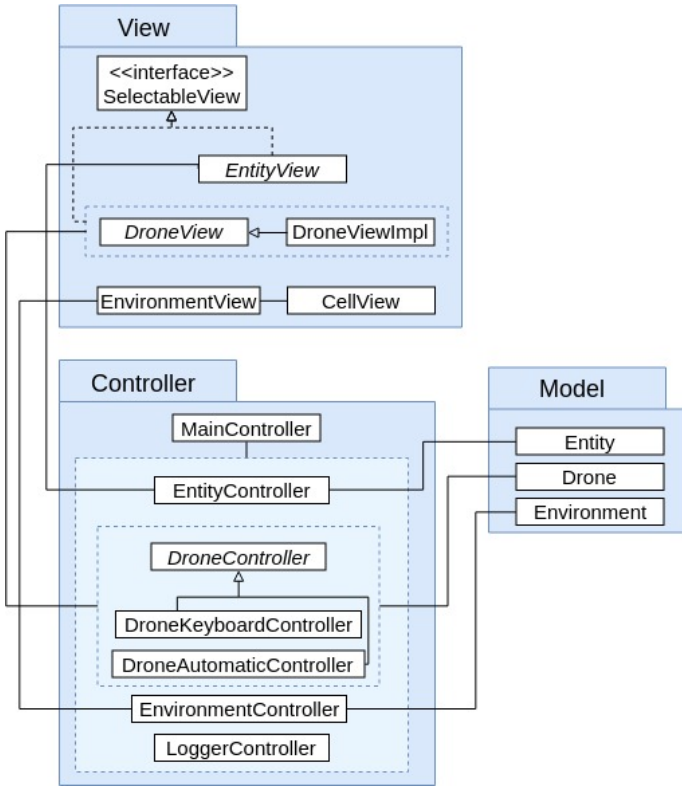 View
<<interface>>
SelectableView
EntityView
DroneView
DroneViewImpl
EnvironmentView
CellView
Controller
MainController
EntityController
DroneController
DroneKeyboardController
DroneAutomaticController
EnvironmentController
LoggerController
Model
Entity
Drone
Environment